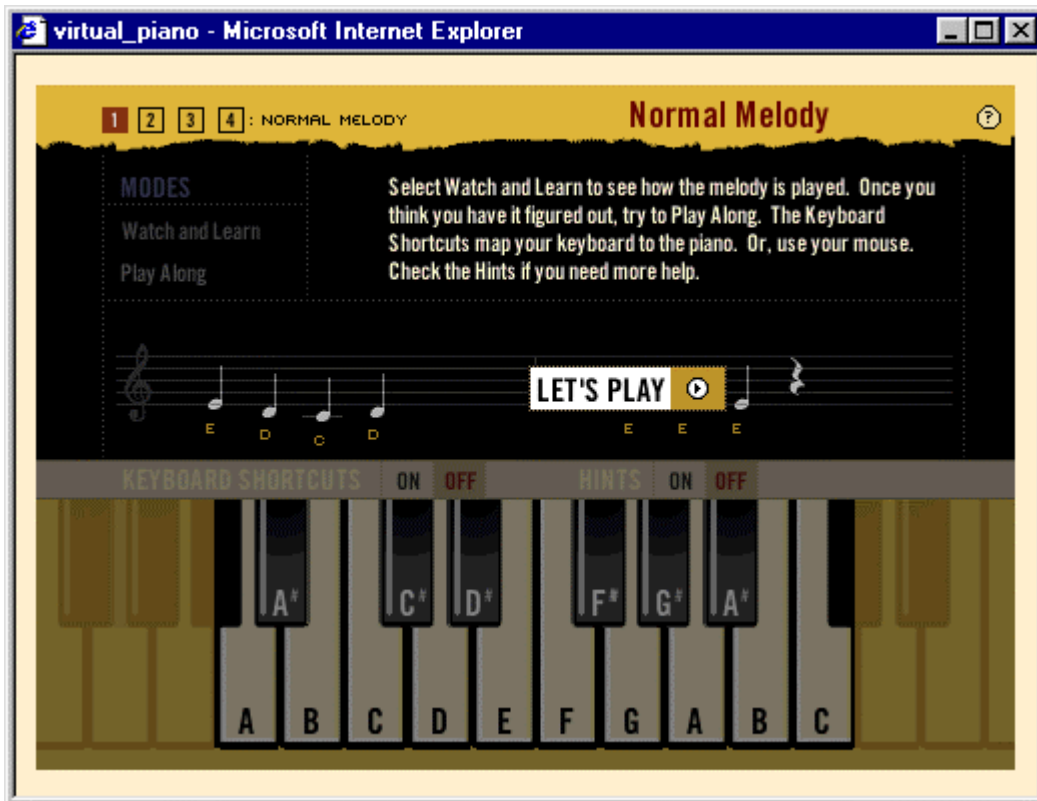 virtual_piano - Microsoft Internet Explorer
1 2 3 4 : NORMAL MELODY
Normal Melody
?
MODES
Watch and Learn
Play Along
Select Watch and Learn to see how the melody is played. Once you
think you have it figured out, try to Play Along. The Keyboard
Shortcuts map your keyboard to the piano. Or, use your mouse.
Check the Hints if you need more help.
LET'S PLAY
E D C D E E E
KEYBOARD SHORTCUTS ON OFF HINTS ON OFF
A# C# D# F# G# A#
A B C D E F G A B C